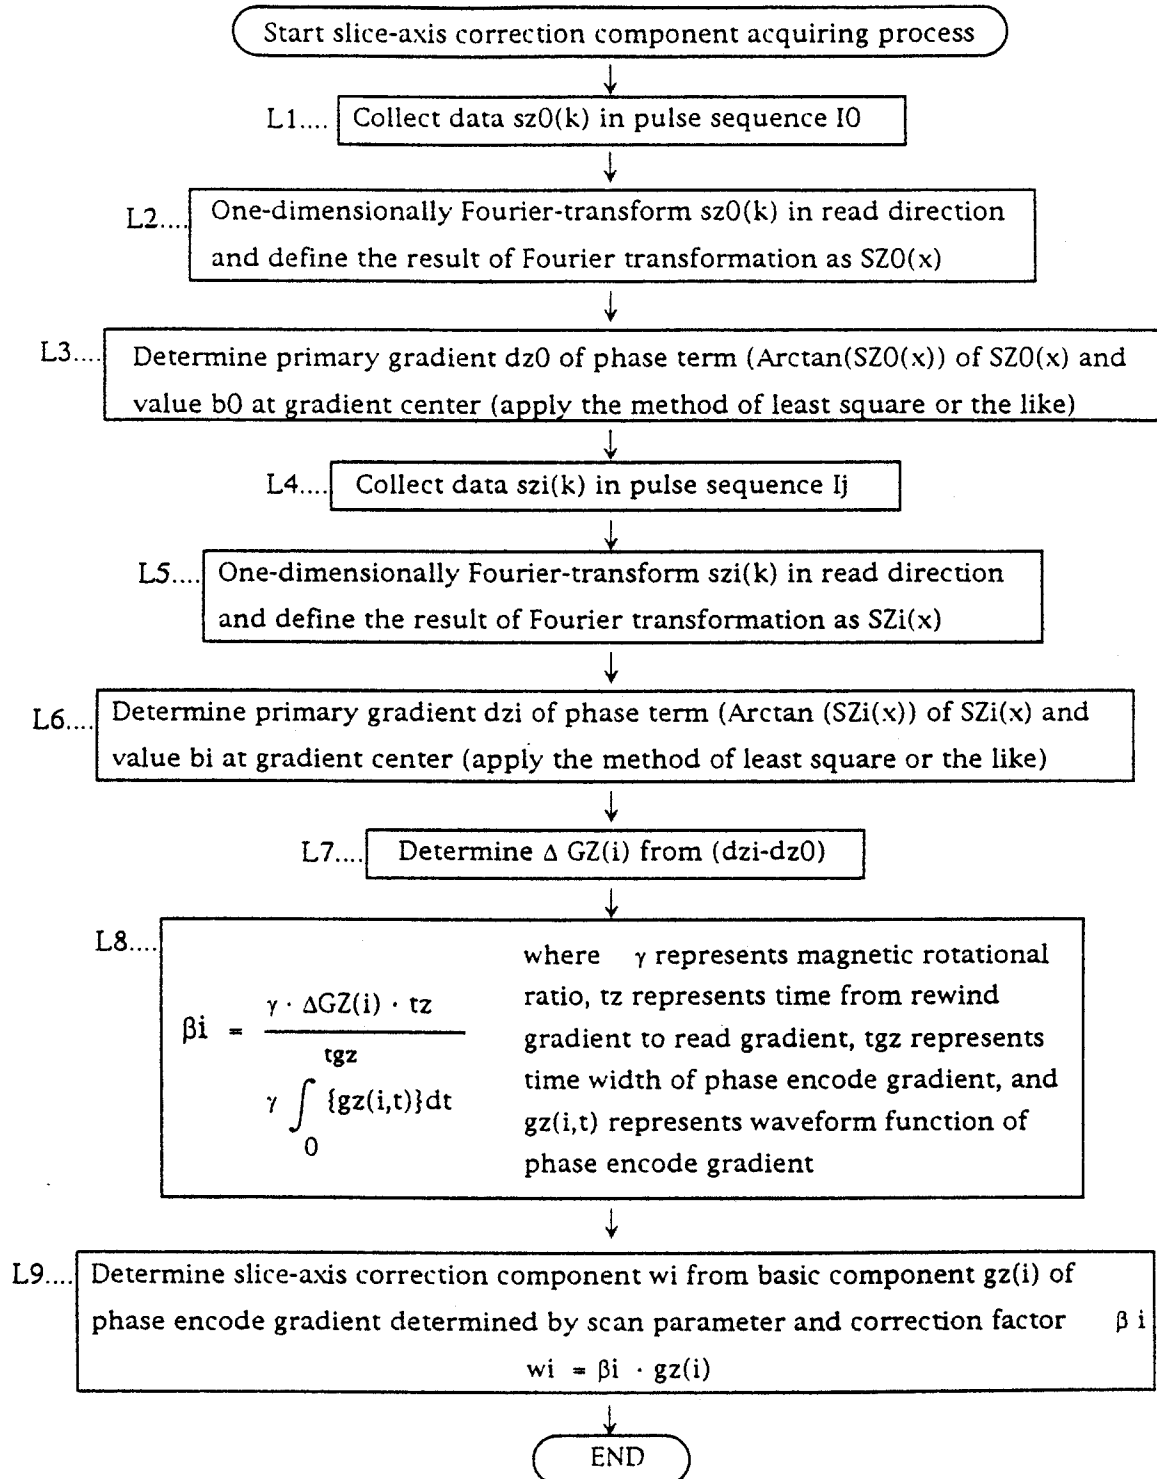 Start slice-axis correction component acquiring process
L1.... Collect data sz0(k) in pulse sequence I0
L2.... One-dimensionally Fourier-transform sz0(k) in read direction
and define the result of Fourier transformation as SZ0(x)
L3.... Determine primary gradient dz0 of phase term (Arctan(SZ0(x)) of SZ0(x) and
value b0 at gradient center (apply the method of least square or the like)
L4.... Collect data szi(k) in pulse sequence Ij
L5.... One-dimensionally Fourier-transform szi(k) in read direction
and define the result of Fourier transformation as SZi(x)
L6.... Determine primary gradient dzi of phase term (Arctan (SZi(x)) of SZi(x) and
value bi at gradient center (apply the method of least square or the like)
L7.... Determine Δ GZ(i) from (dzi-dz0)
L8....
βi = γ · ΔGZ(i) · tz
tgz
γ ∫ {gz(i,t)}dt
0
where γ represents magnetic rotational
ratio, tz represents time from rewind
gradient to read gradient, tgz represents
time width of phase encode gradient, and
gz(i,t) represents waveform function of
phase encode gradient
L9.... Determine slice-axis correction component wi from basic component gz(i) of
phase encode gradient determined by scan parameter and correction factor β i
wi = βi · gz(i)
END